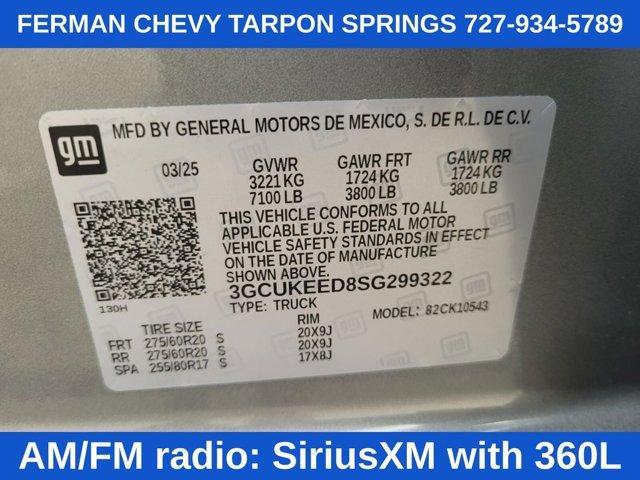 FERMAN CHEVY TARPON SPRINGS 727-934-5789
gm
MFD BY GENERAL MOTORS DE MEXICO, S. DE R.L. DE C.V.
03/25 GVWR GAWR FRT GAWR RR
3221 KG 1724 KG 1724 KG
7100 LB 3800 LB 3800 LB
THIS VEHICLE CONFORMS TO ALL
APPLICABLE U.S. FEDERAL MOTOR
VEHICLE SAFETY STANDARDS IN EFFECT
ON THE DATE OF MANUFACTURE
SHOWN ABOVE.
3GCUKEED8SG299322
130H
TYPE: TRUCK MODEL: 82CK10543
TIRE SIZE RIM
FRT 275/60R20 S 20X9J
RR 275/60R20 S 20X9J
SPA 255/80R17 S 17X8J
AM/FM radio: SiriusXM with 360L